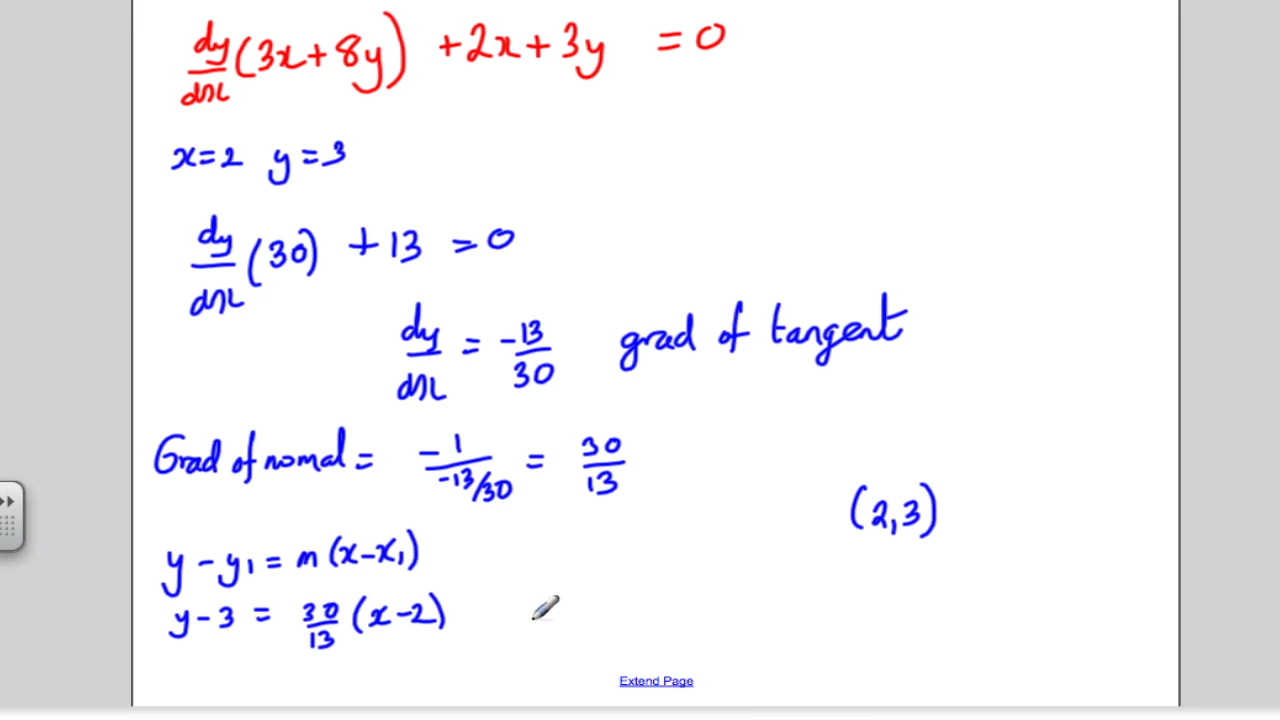 dy/dx (3x + 8y) + 2x + 3y = 0
x = 2 y = 3
dy/dx (30) + 13 = 0
dy/dx = -13/30 grad of tangent
Grad of nomal = -1/(-13/30) = 30/13
(2,3)
y - y₁ = m (x - x₁)
y - 3 = 30/13 (x - 2)
Extend Page